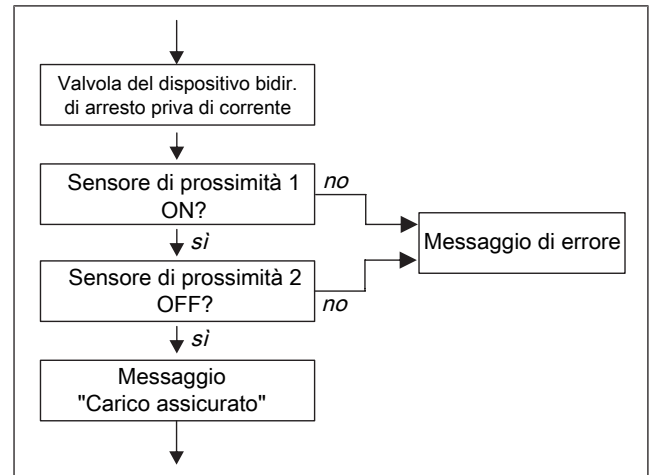 Valvola del dispositivo bidir.
di arresto priva di corrente
Sensore di prossimità 1
ON?
no
sì
Messaggio di errore
Sensore di prossimità 2
OFF?
no
sì
Messaggio
"Carico assicurato"